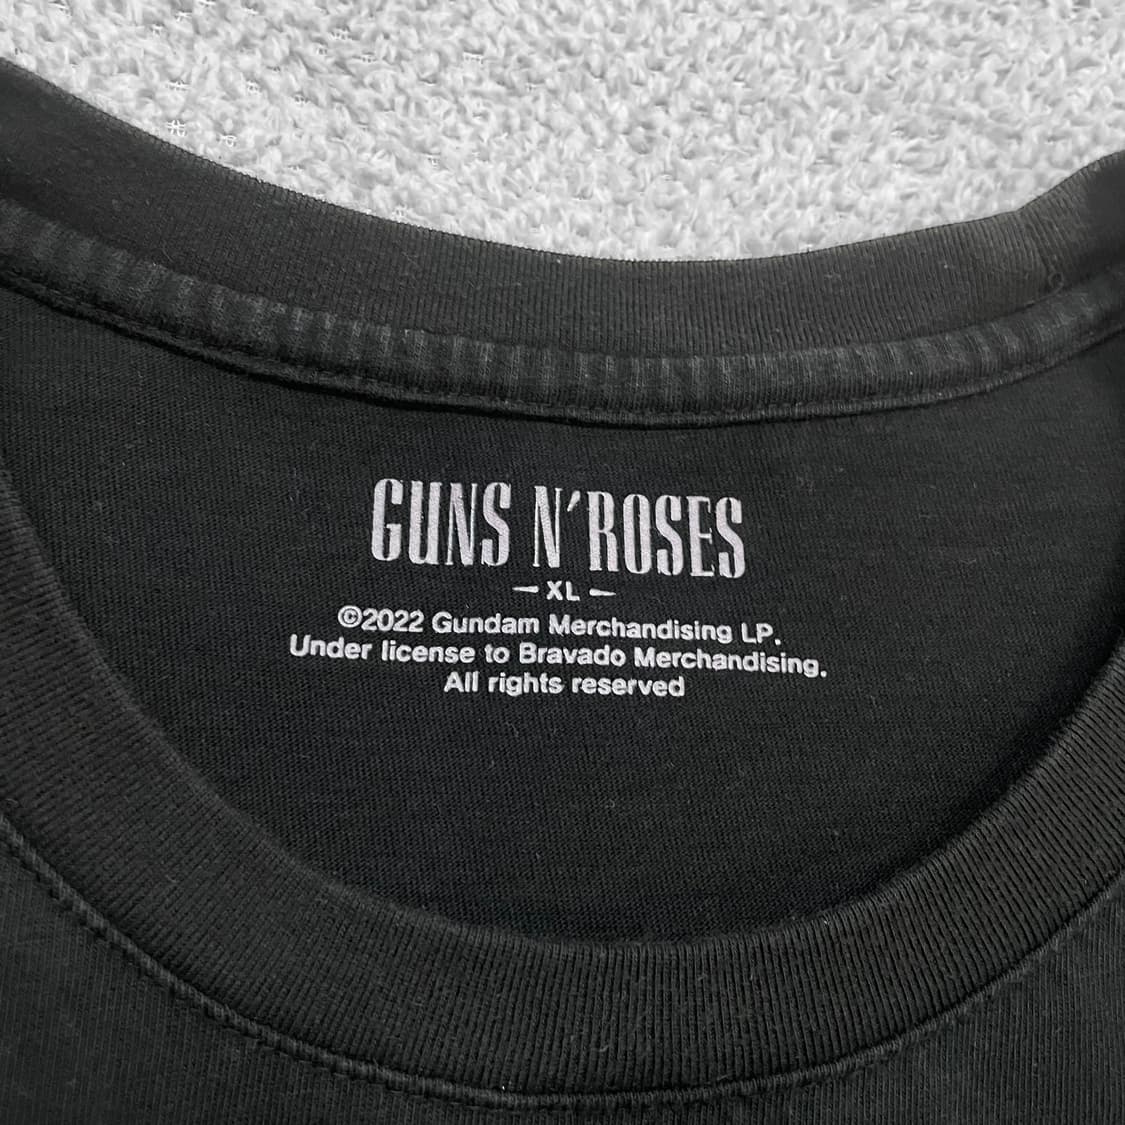 GUNS N' ROSES
- XL -
©2022 Gundam Merchandising LP.
Under license to Bravado Merchandising.
All rights reserved